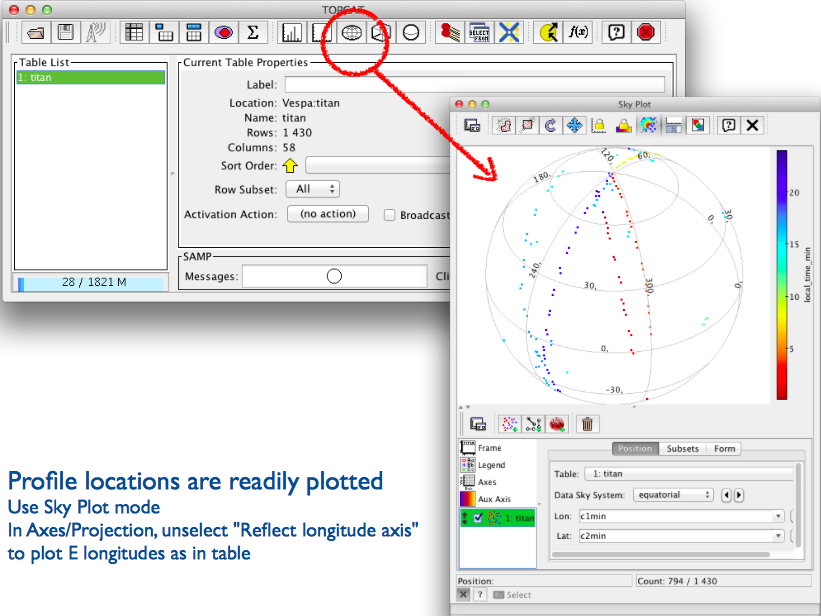 TOPCAT
Table List
1: titan
28 / 1821 M
Current Table Properties
Label:
Location: Vespa:titan
Name: titan
Rows: 1 430
Columns: 58
Sort Order:
Row Subset: All
Activation Action: (no action) Broadcast
SAMP
Messages: Cli
SELECT
FROM
f(x)
Sky Plot
120,
60,
180,
30,
0,
240,
30,
300,
0,
0,
-30,
20
15
10
5
local_time_min
Frame
Legend
Axes
Aux Axis
1: titan
Position Subsets Form
Table: 1: titan
Data Sky System: equatorial
Lon: c1min
Lat: c2min
Position:
Count: 794 / 1 430
Select
Profile locations are readily plotted
Use Sky Plot mode
In Axes/Projection, unselect "Reflect longitude axis"
to plot E longitudes as in table